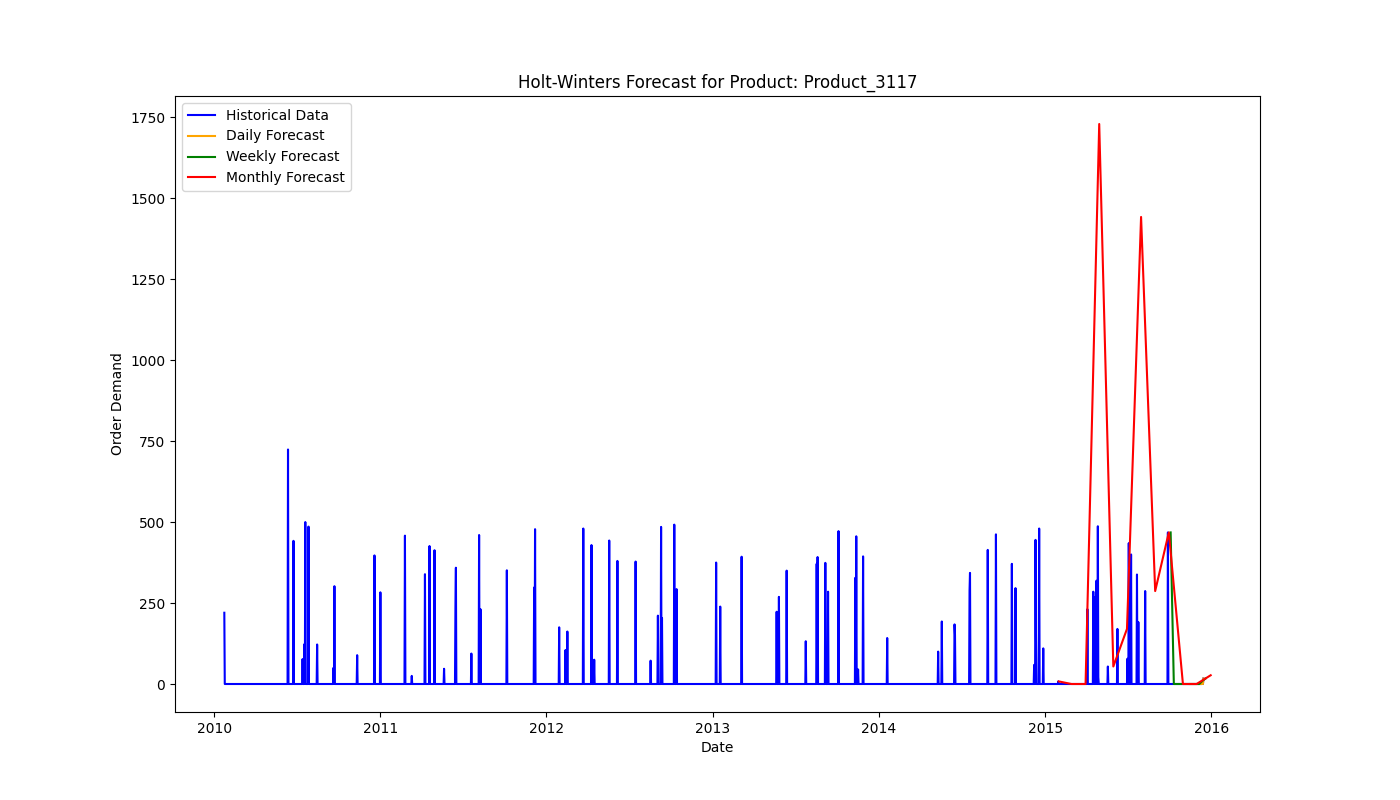 Holt-Winters Forecast for Product: Product_3117
Historical Data
Daily Forecast
Weekly Forecast
Monthly Forecast
1750
1500
1250
1000
750
500
250
0
Order Demand
2010 2011 2012 2013 2014 2015 2016
Date